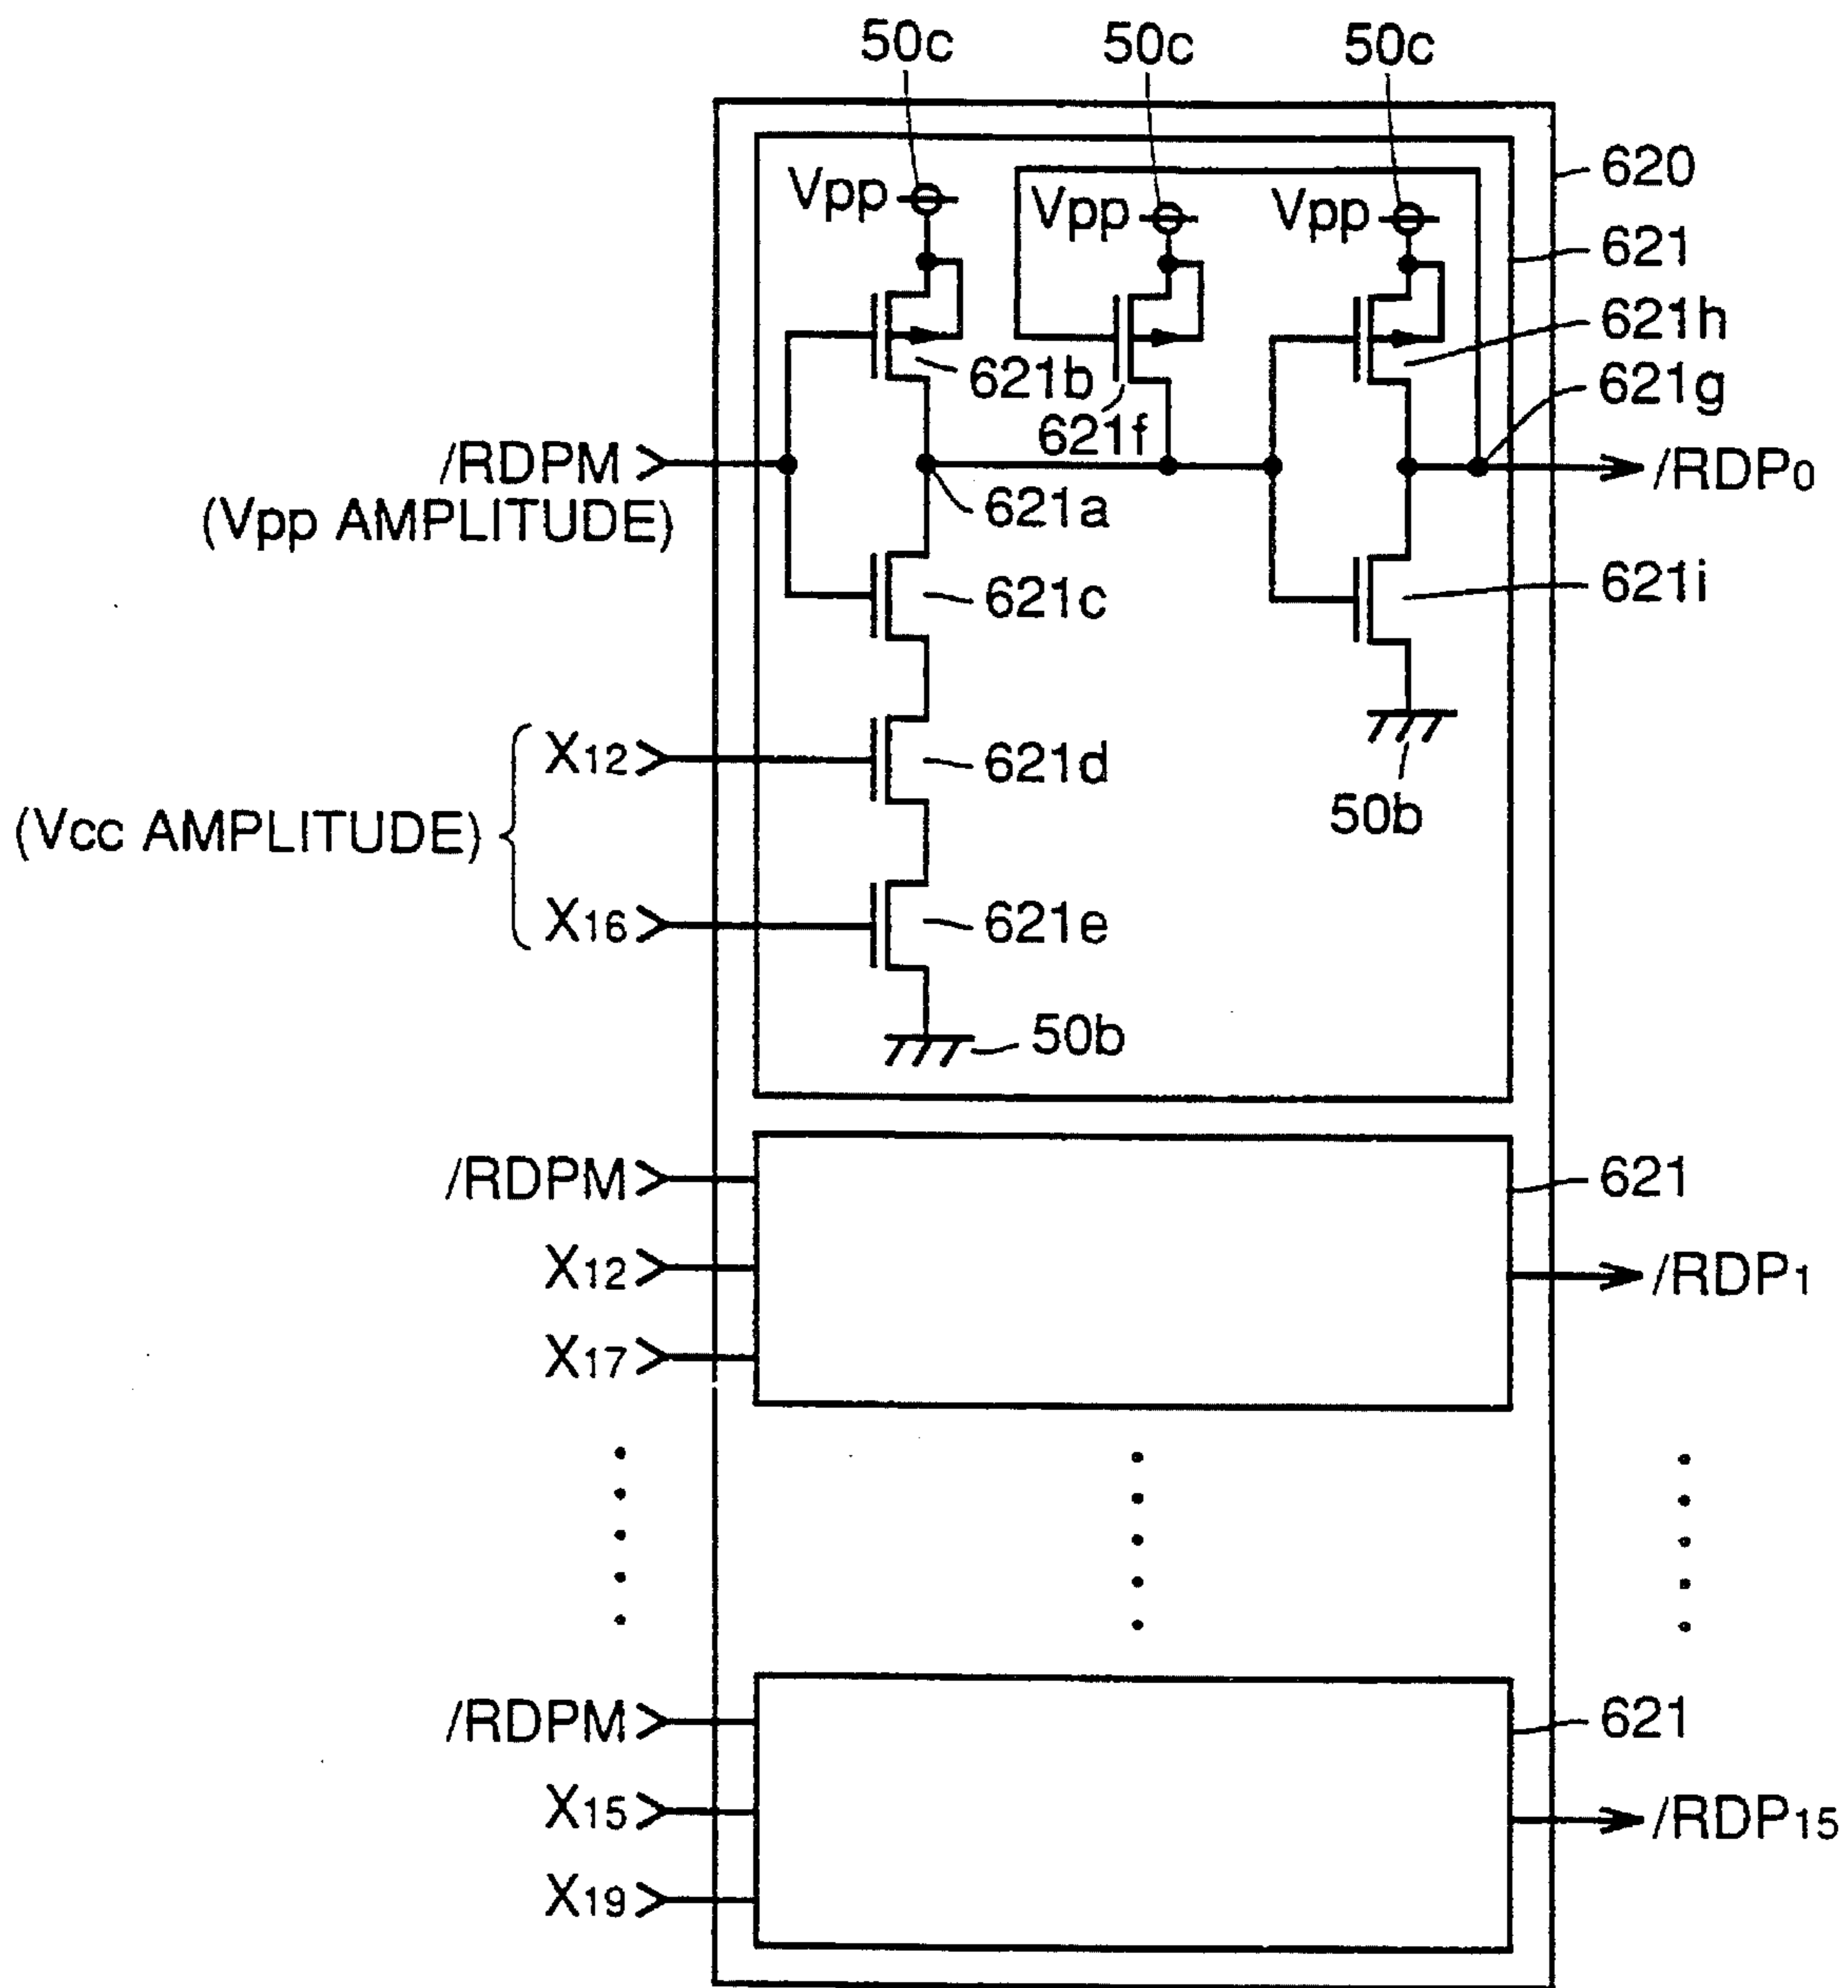 50c 50c 50c
620
Vpp Vpp Vpp
621
621h
621b
621f
621g
/RDPM
/RDP0
(Vpp AMPLITUDE)
621a
621c
621i
X12
621d
50b
(Vcc AMPLITUDE)
X16
621e
50b
/RDPM
621
X12
/RDP1
X17
/RDPM
621
X15
/RDP15
X19